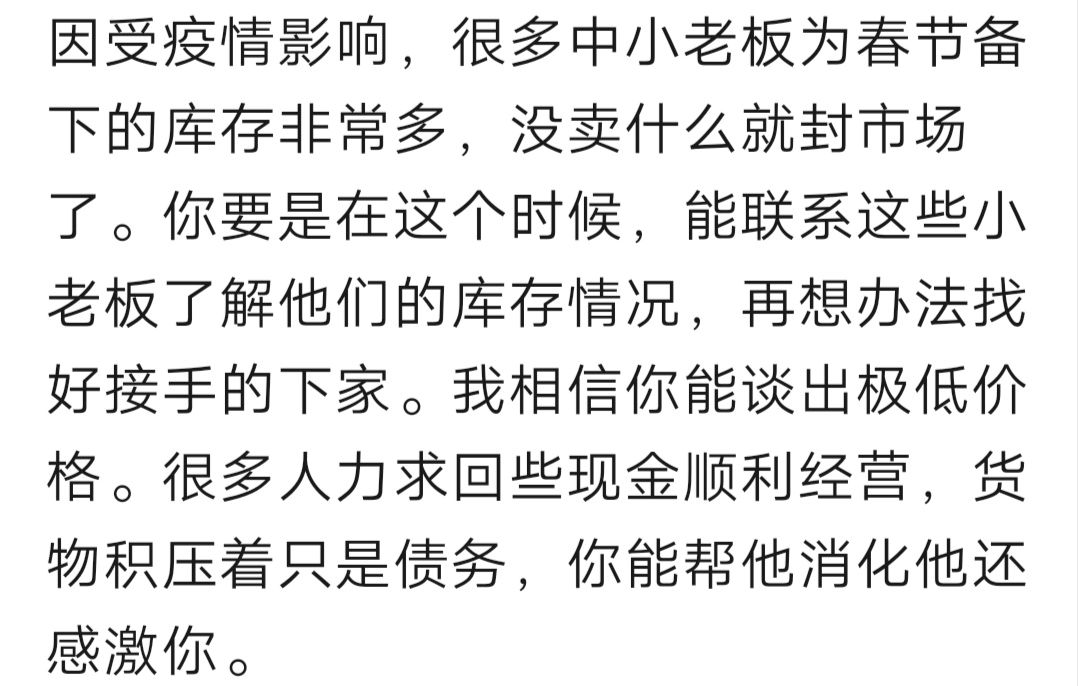 因受疫情影响，很多中小老板为春节备
下的库存非常多，没卖什么就封市场
了。你要是在这个时候，能联系这些小
老板了解他们的库存情况，再想办法找
好接手的下家。我相信你能谈出极低价
格。很多人力求回些现金顺利经营，货
物积压着只是债务，你能帮他消化他还
感激你。